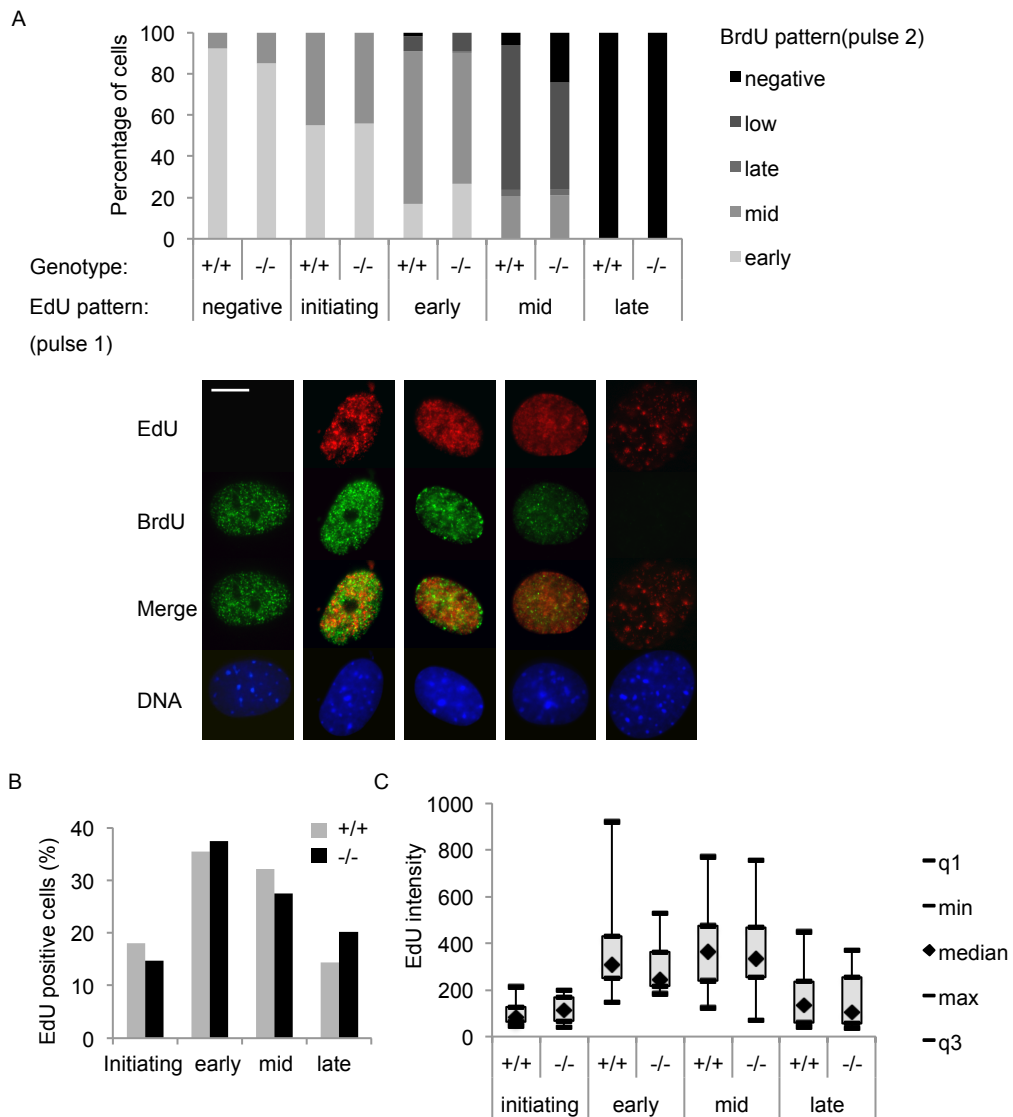 A
Percentage of cells
100
80
60
40
20
0
Genotype: +/+ -/- +/+ -/- +/+ -/- +/+ -/- +/+ -/-
EdU pattern: negative initiating early mid late
(pulse 1)
BrdU pattern(pulse 2)
negative
low
late
mid
early
EdU
BrdU
Merge
DNA
B
EdU positive cells (%)
40
30
20
10
0
Initiating early mid late
+/+
-/-
C
EdU intensity
1000
800
600
400
200
0
+/+ -/- +/+ -/- +/+ -/- +/+ -/-
initiating early mid late
q1
min
median
max
q3